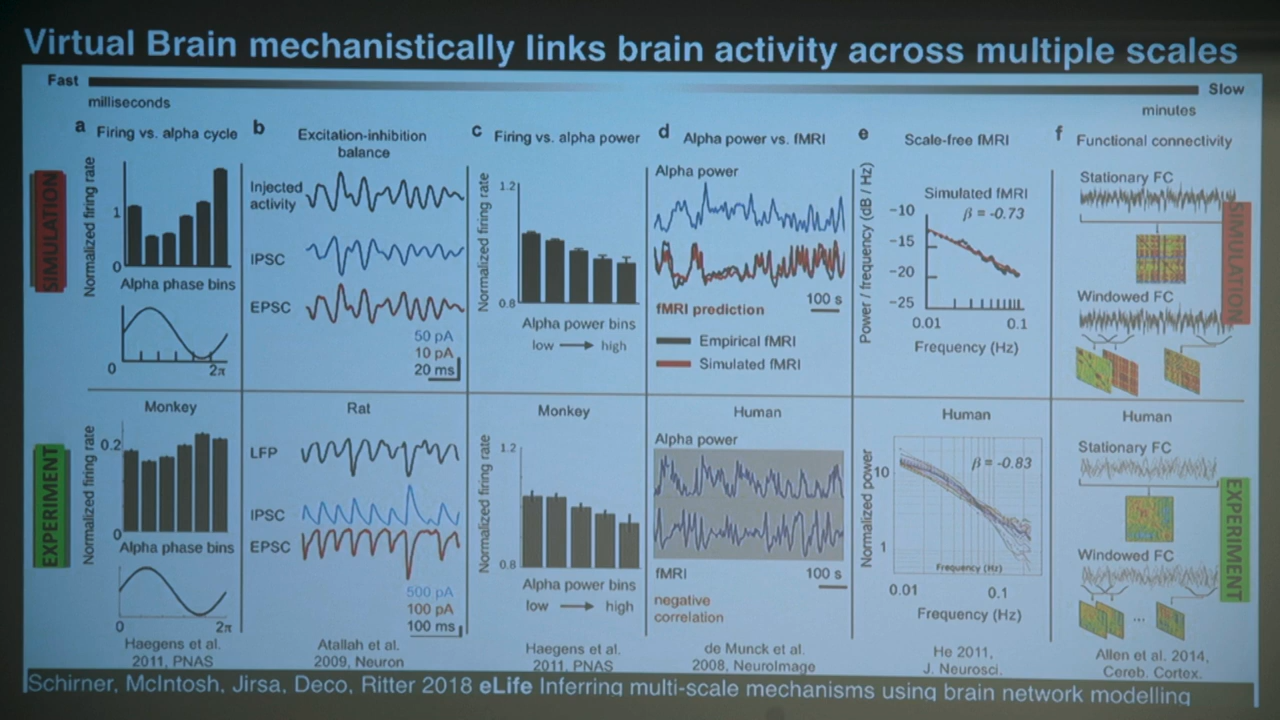 Virtual Brain mechanistically links brain activity across multiple scales
Fast
Slow
milliseconds
minutes
a Firing vs. alpha cycle
b Excitation-inhibition
balance
c Firing vs. alpha power
d Alpha power vs. fMRI
e Scale-free fMRI
f Functional connectivity
SIMULATION
Normalized firing rate
1
0
Alpha phase bins
0
2π
Injected
activity
IPSC
EPSC
50 pA
10 pA
20 ms
Normalized firing rate
1.2
0.8
Alpha power bins
low → high
Alpha power
fMRI prediction
100 s
Empirical fMRI
Simulated fMRI
Power / frequency (dB / Hz)
Simulated fMRI
β = -0.73
-10
-15
-20
-25
0.01
0.1
Frequency (Hz)
Stationary FC
Windowed FC
SIMULATION
EXPERIMENT
Monkey
Normalized firing rate
0.2
0
Alpha phase bins
0
2π
Haegens et al.
2011, PNAS
Rat
LFP
IPSC
EPSC
500 pA
100 pA
100 ms
Atallah et al.
2009, Neuron
Monkey
Normalized firing rate
1.2
0.8
Alpha power bins
low → high
Haegens et al.
2011, PNAS
Human
Alpha power
fMRI
100 s
negative
correlation
de Munck et al.
2008, NeuroImage
Human
Normalized power
β = -0.83
10
1
Frequency (Hz)
0.01
0.1
Frequency (Hz)
He 2011,
J. Neurosci.
Human
Stationary FC
Windowed FC
...
Allen et al. 2014,
Cereb. Cortex.
EXPERIMENT
Schirner, McIntosh, Jirsa, Deco, Ritter 2018 eLife Inferring multi-scale mechanisms using brain network modelling